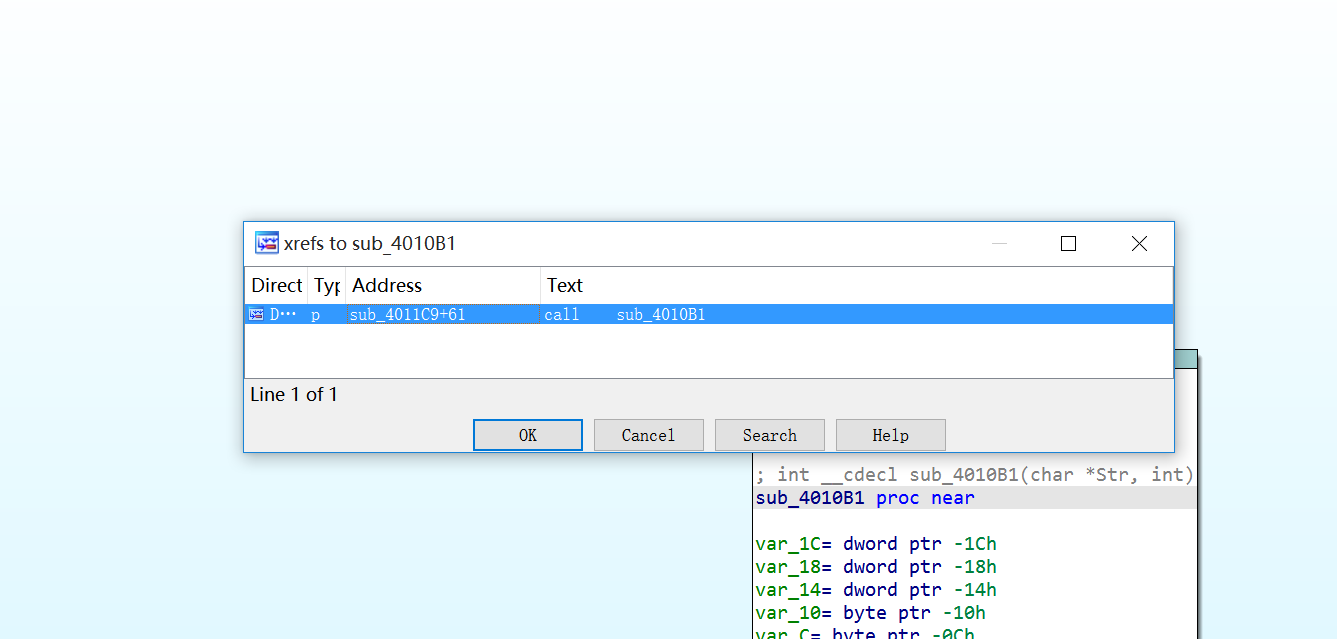 xrefs to sub_4010B1
Direct Typ Address Text
D… p sub_4011C9+61 call sub_4010B1
Line 1 of 1
OK Cancel Search Help
; int __cdecl sub_4010B1(char *Str, int)
sub_4010B1 proc near
var_1C= dword ptr -1Ch
var_18= dword ptr -18h
var_14= dword ptr -14h
var_10= byte ptr -10h
var_C= byte ptr -0Ch